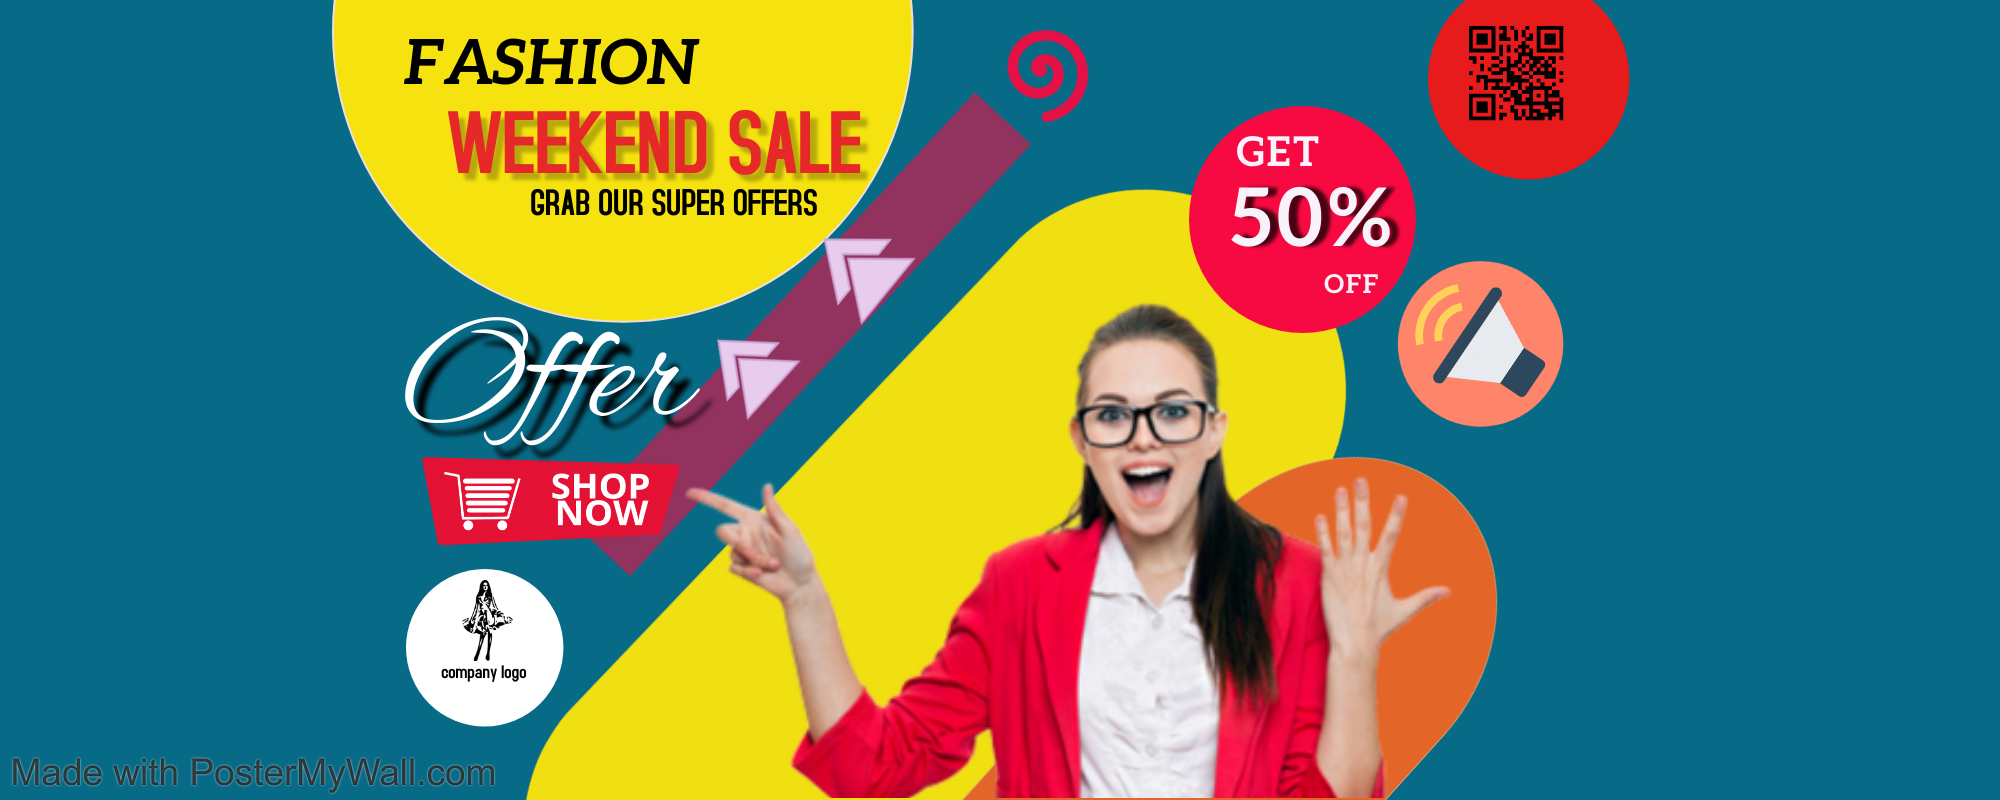 FASHION
WEEKEND SALE
GRAB OUR SUPER OFFERS
GET
50%
OFF
Offer
SHOP
NOW
company logo
Made with PosterMyWall.com